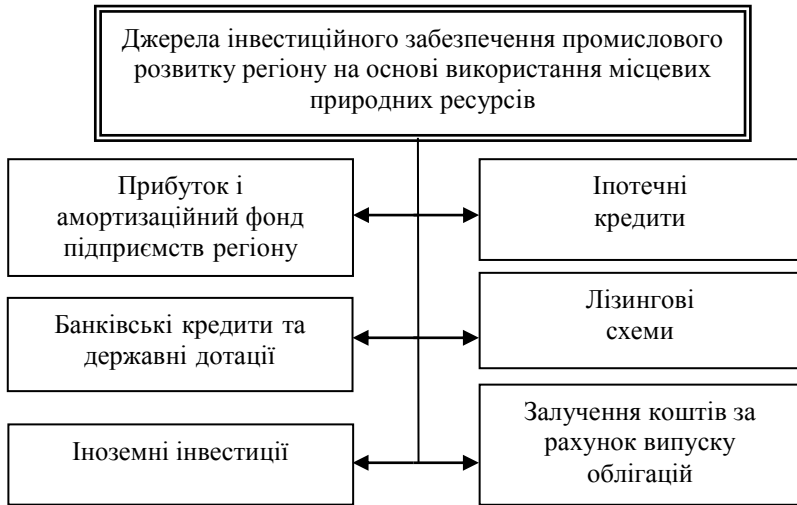 Джерела інвестиційного забезпечення промислового
розвитку регіону на основі використання місцевих
природних ресурсів
Прибуток і
амортизаційний фонд
підприємств регіону
Іпотечні
кредити
Банківські кредити та
державні дотації
Лізингові
схеми
Іноземні інвестиції
Залучення коштів за
рахунок випуску
облігацій